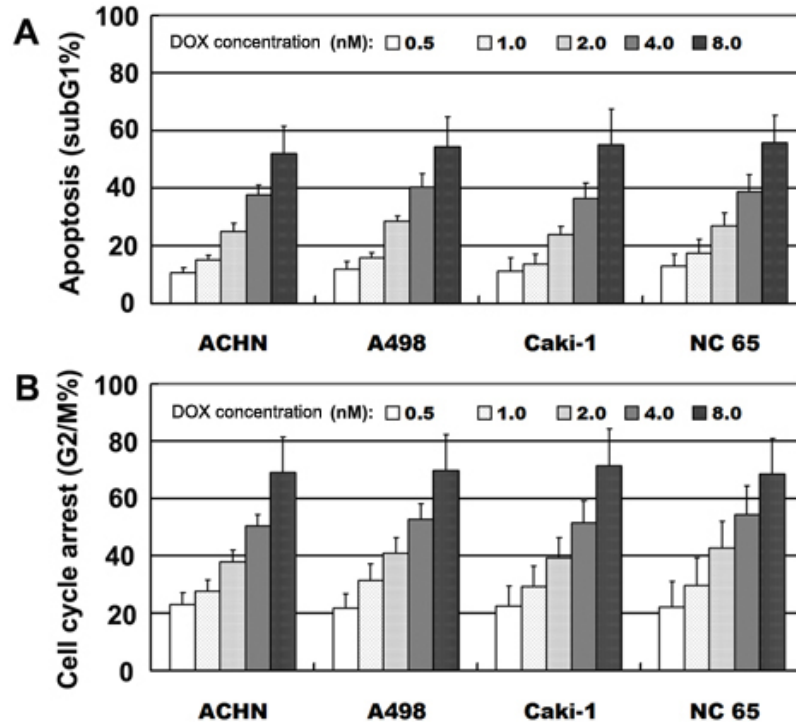 A
Apoptosis (subG1%)
100
80
60
40
20
0
DOX concentration (nM): 0.5 1.0 2.0 4.0 8.0
ACHN A498 Caki-1 NC 65
B
Cell cycle arrest (G2/M%)
100
80
60
40
20
0
DOX concentration (nM): 0.5 1.0 2.0 4.0 8.0
ACHN A498 Caki-1 NC 65